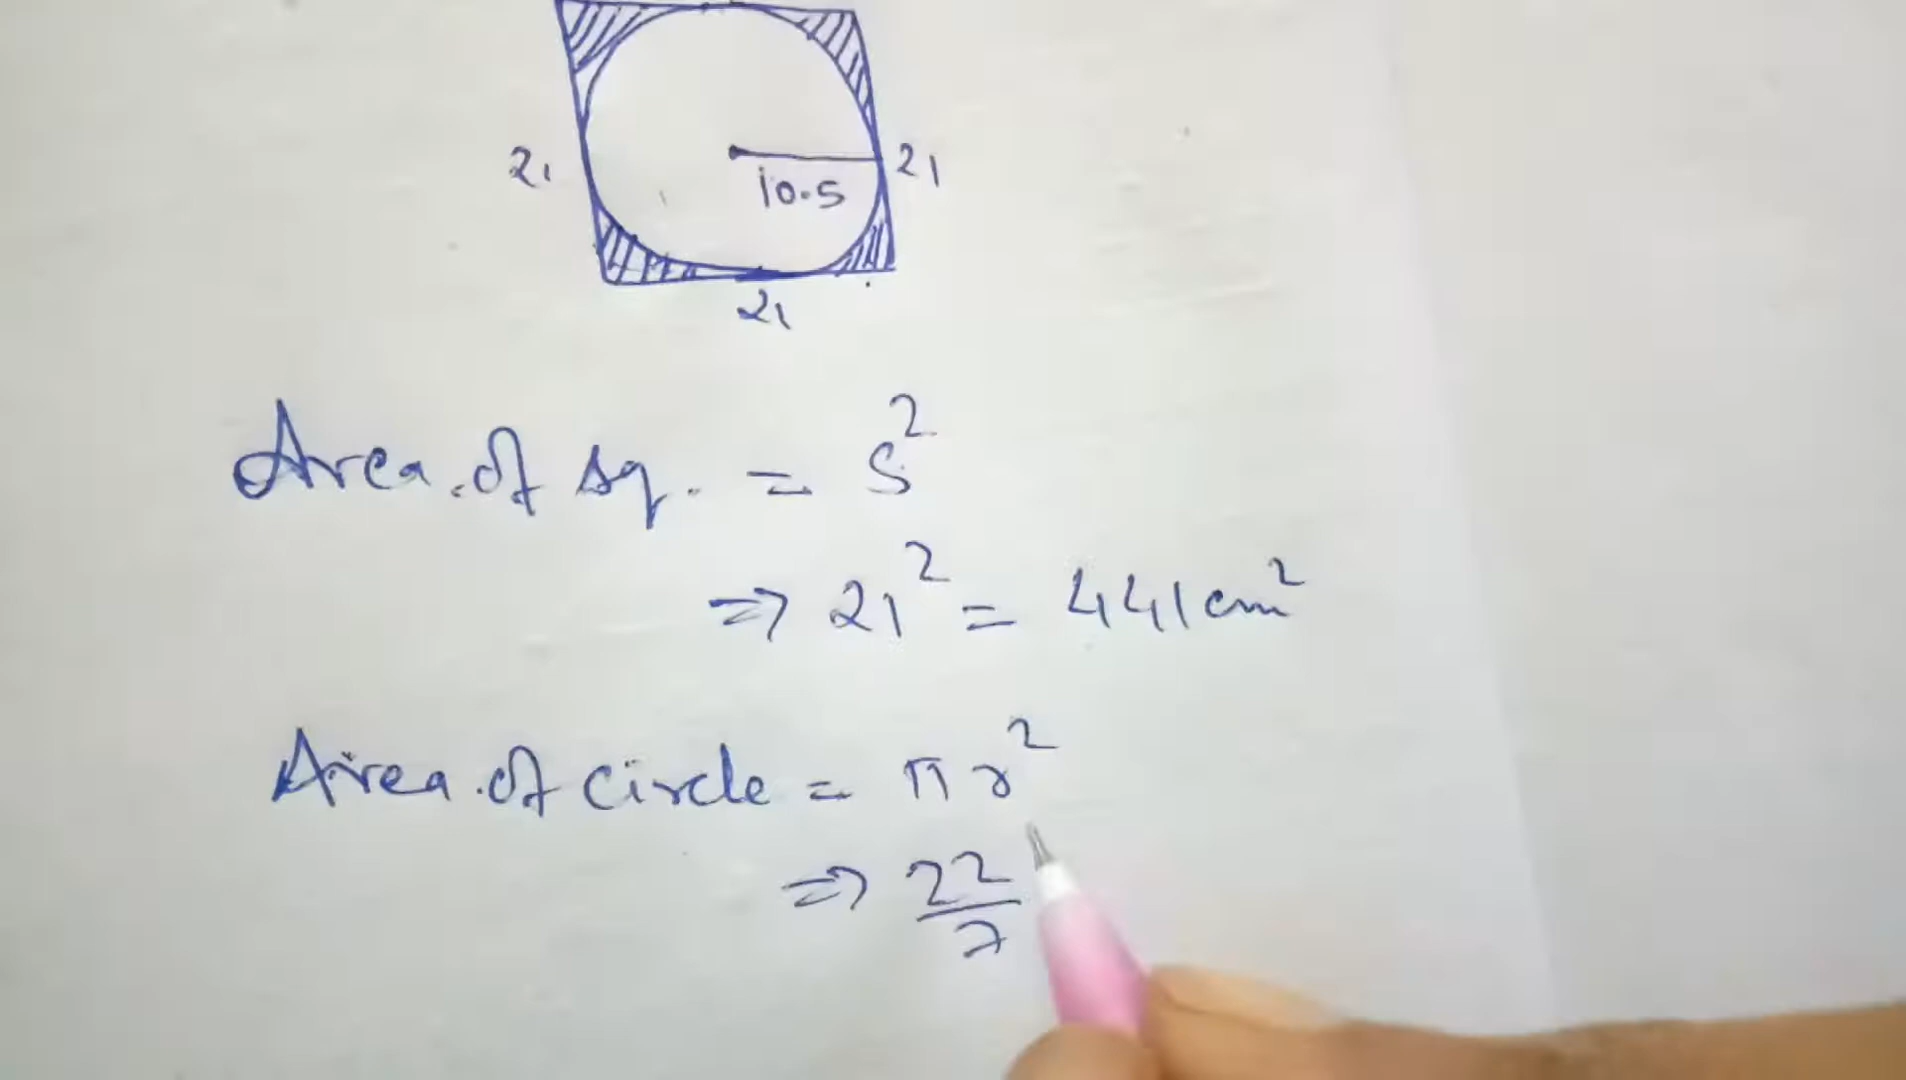 21
21
10.5
21
Area of sq. = S²
⇒ 21² = 441cm²
Area of circle = πr²
⇒ 22/7